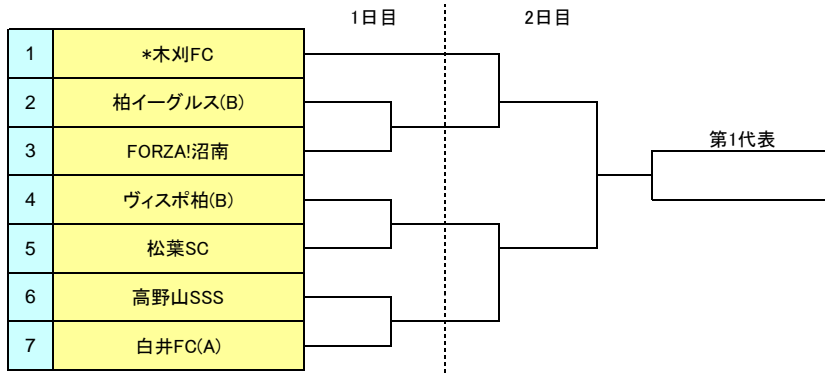 1日目
2日目
1 *木刈FC
2 柏イーグルス(B)
3 FORZA!沼南
4 ヴィスポ柏(B)
5 松葉SC
6 高野山SSS
7 白井FC(A)
第1代表